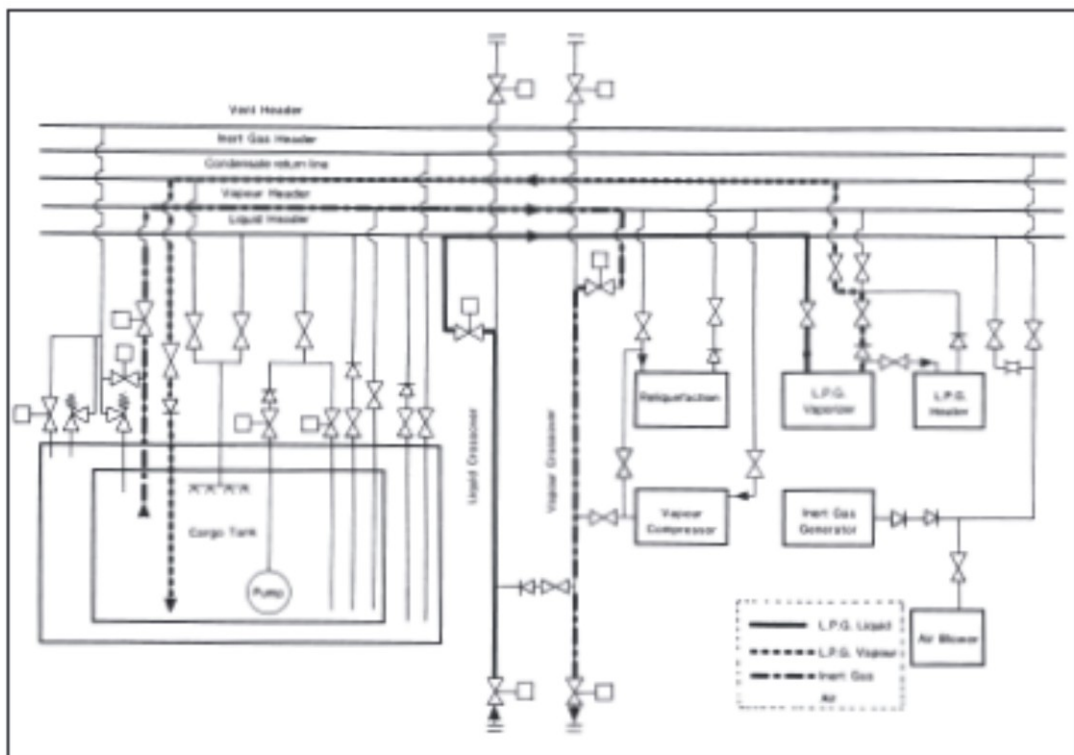 Vent Header
Inert Gas Header
Condensate return line
Vapour Header
Liquid Header
Liquid Crossover
Vapour Crossover
Reliquefaction
L.P.G.
Vaporizer
L.P.G.
Heater
Cargo Tank
Vapour
Compressor
Inert Gas
Generator
Pump
Air Blower
L.P.G. Liquid
L.P.G. Vapour
Inert Gas
Air